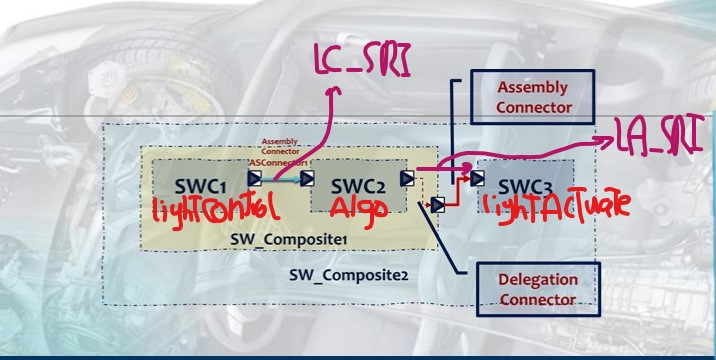 LC_SRI
Assembly
Connector
LA_SRI
Assembly
Connector
ASConnector1
SWC1
SWC2
SWC3
lightControl
Algo
lightActuate
SW_Composite1
SW_Composite2
Delegation
Connector